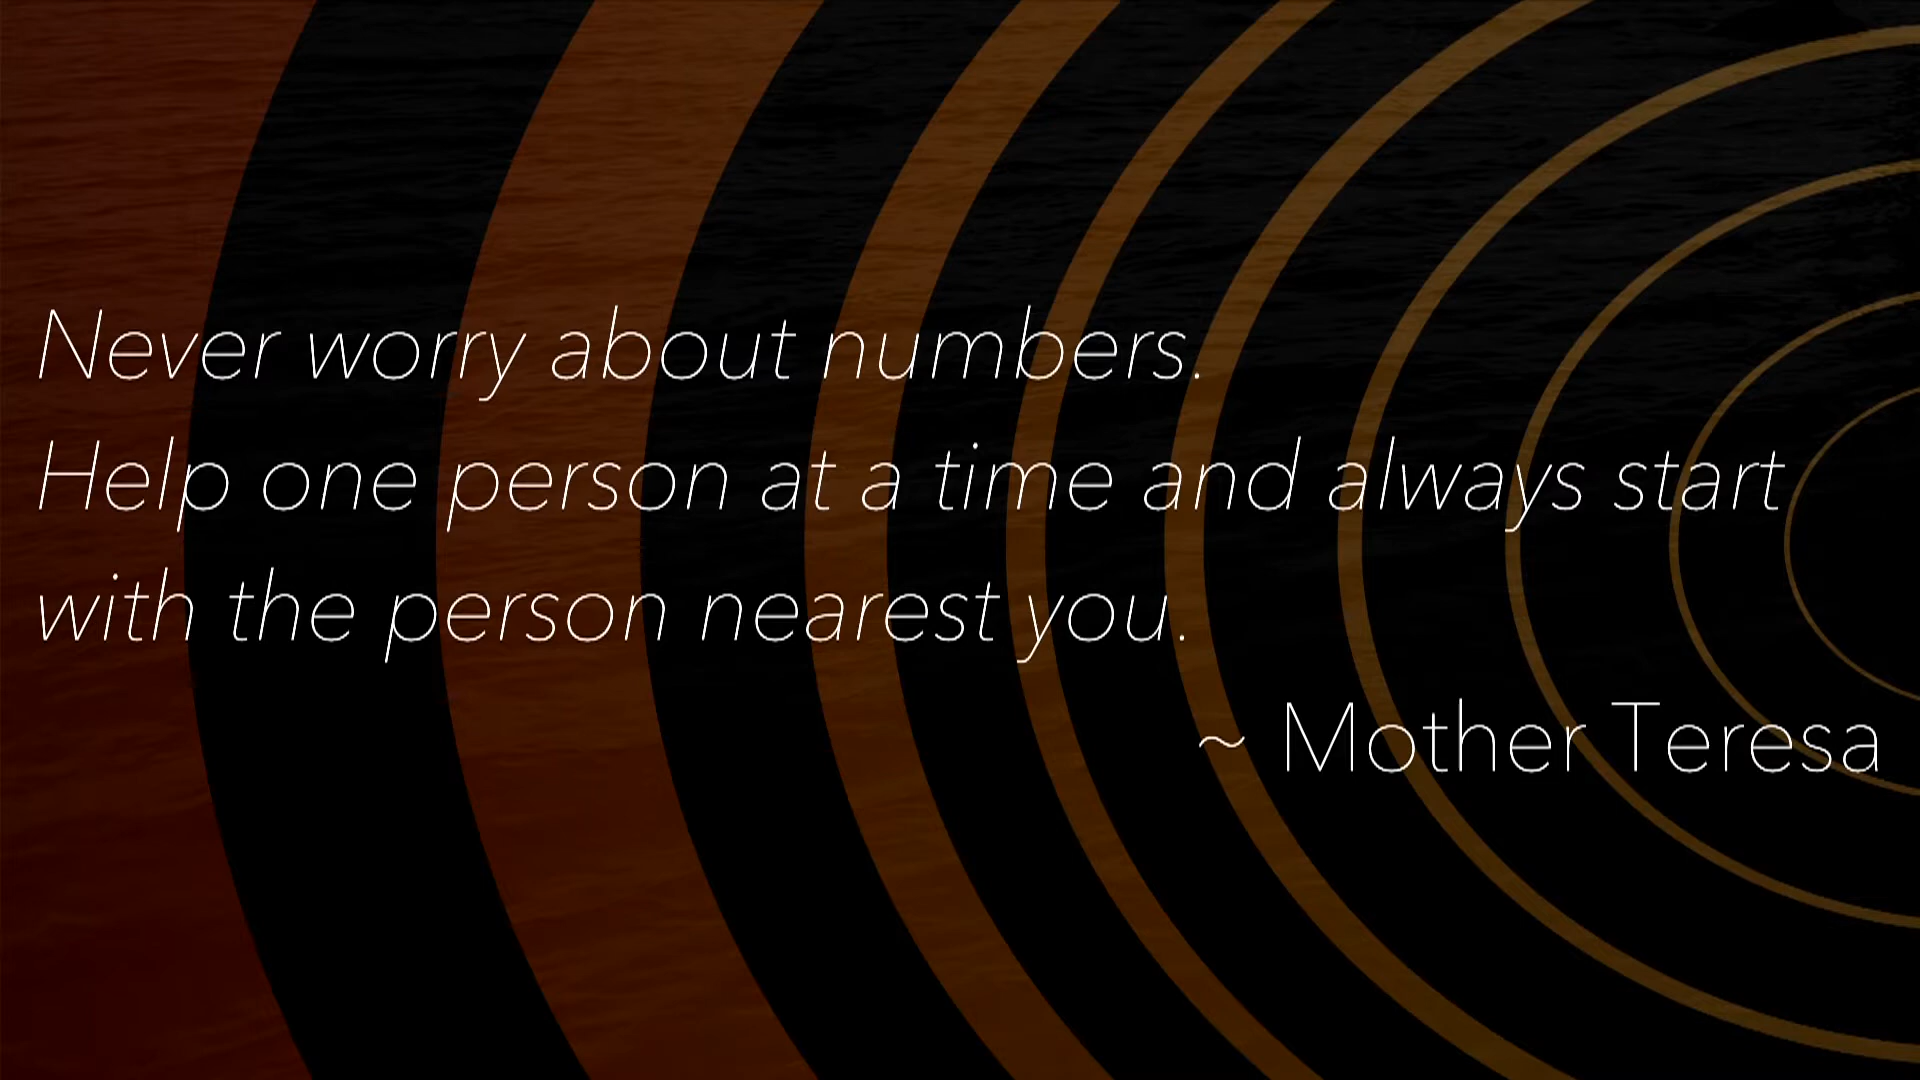 Never worry about numbers.
Help one person at a time and always start
with the person nearest you.
~ Mother Teresa